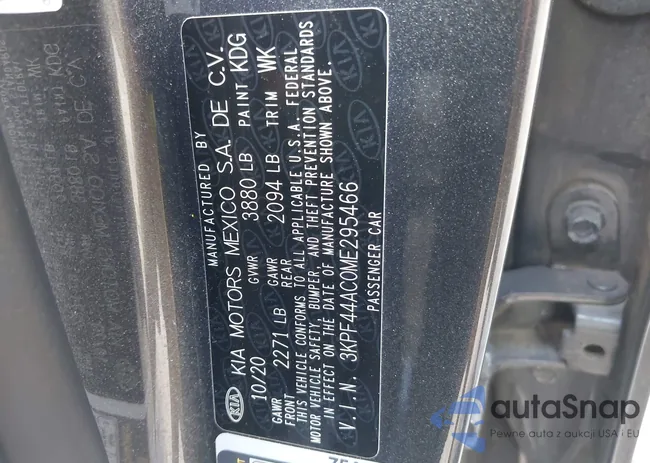 MANUFACTURED BY
KIA MOTORS MEXICO S.A. DE C.V.
10/20 GVWR 3880 LB PAINT KDG
GAWR FRONT 2271 LB GAWR REAR 2094 LB TRIM WK
THIS VEHICLE CONFORMS TO ALL APPLICABLE U.S.A. FEDERAL
MOTOR VEHICLE SAFETY, BUMPER, AND THEFT PREVENTION STANDARDS
IN EFFECT ON THE DATE OF MANUFACTURE SHOWN ABOVE.
V.I.N. 3KPF44AC0ME295466
PASSENGER CAR
KIA
autaSnap
Pewne auta z aukcji USA i EU